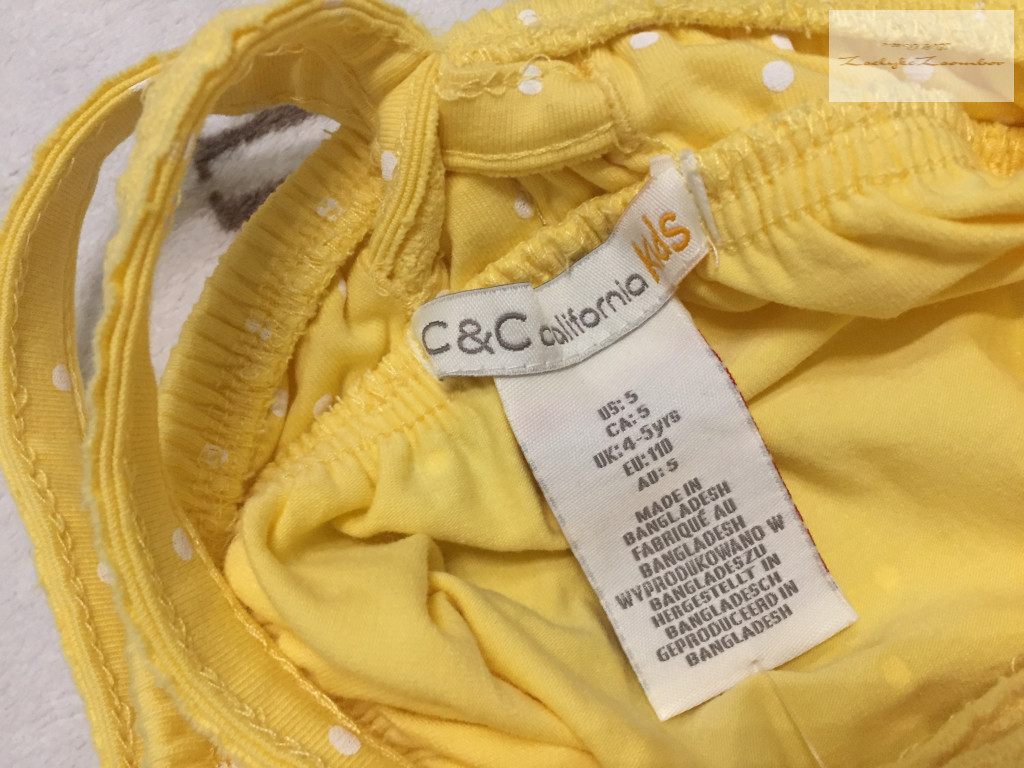 C&C california kids
US: 5
CA: 5
UK: 4-5yrs
EU: 110
AU: 5
MADE IN
BANGLADESH
FABRIQUÉ AU
BANGLADESH
WYPRODUKOWANO W
BANGLADESZU
HERGESTELLT IN
BANGLADESCH
GEPRODUCEERD IN
BANGLADESH